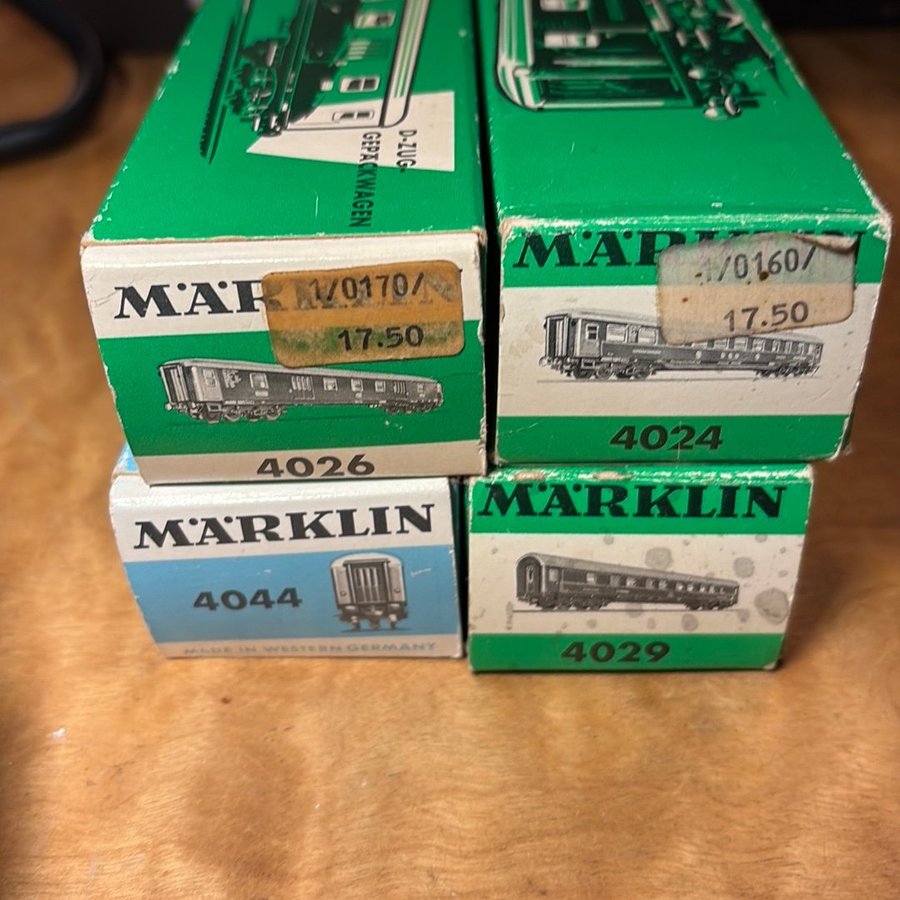 D-ZUG-
GEPÄCKWAGEN
MÄRKLIN
1/0170/
17.50
4026
MÄRKLIN
1/0160/
17.50
4024
MÄRKLIN
4044
MADE IN WESTERN GERMANY
MÄRKLIN
4029